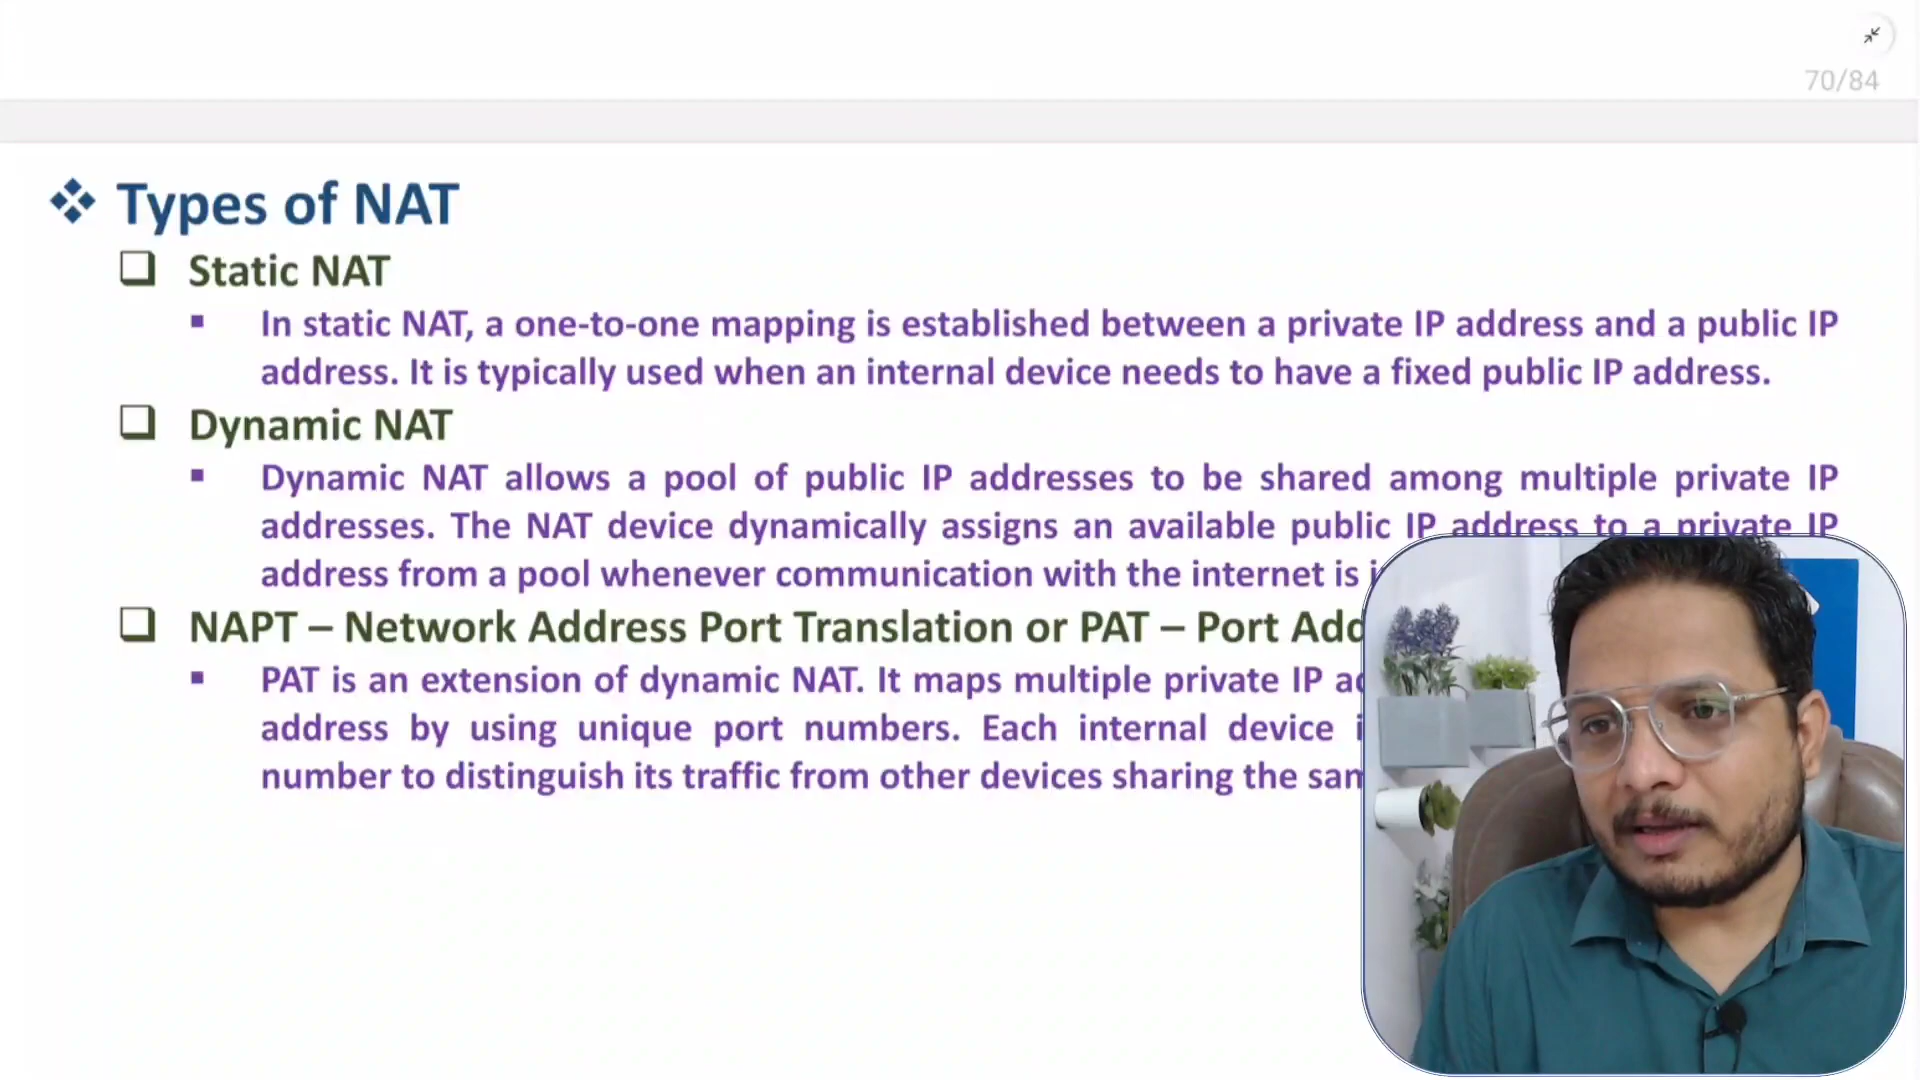 70/84
Types of NAT
Static NAT
In static NAT, a one-to-one mapping is established between a private IP address and a public IP
address. It is typically used when an internal device needs to have a fixed public IP address.
Dynamic NAT
Dynamic NAT allows a pool of public IP addresses to be shared among multiple private IP
addresses. The NAT device dynamically assigns an available public IP address to a private IP
address from a pool whenever communication with the internet is
NAPT – Network Address Port Translation or PAT – Port
PAT is an extension of dynamic NAT. It maps multiple private IP
address by using unique port numbers. Each internal device
number to distinguish its traffic from other devices sharing the